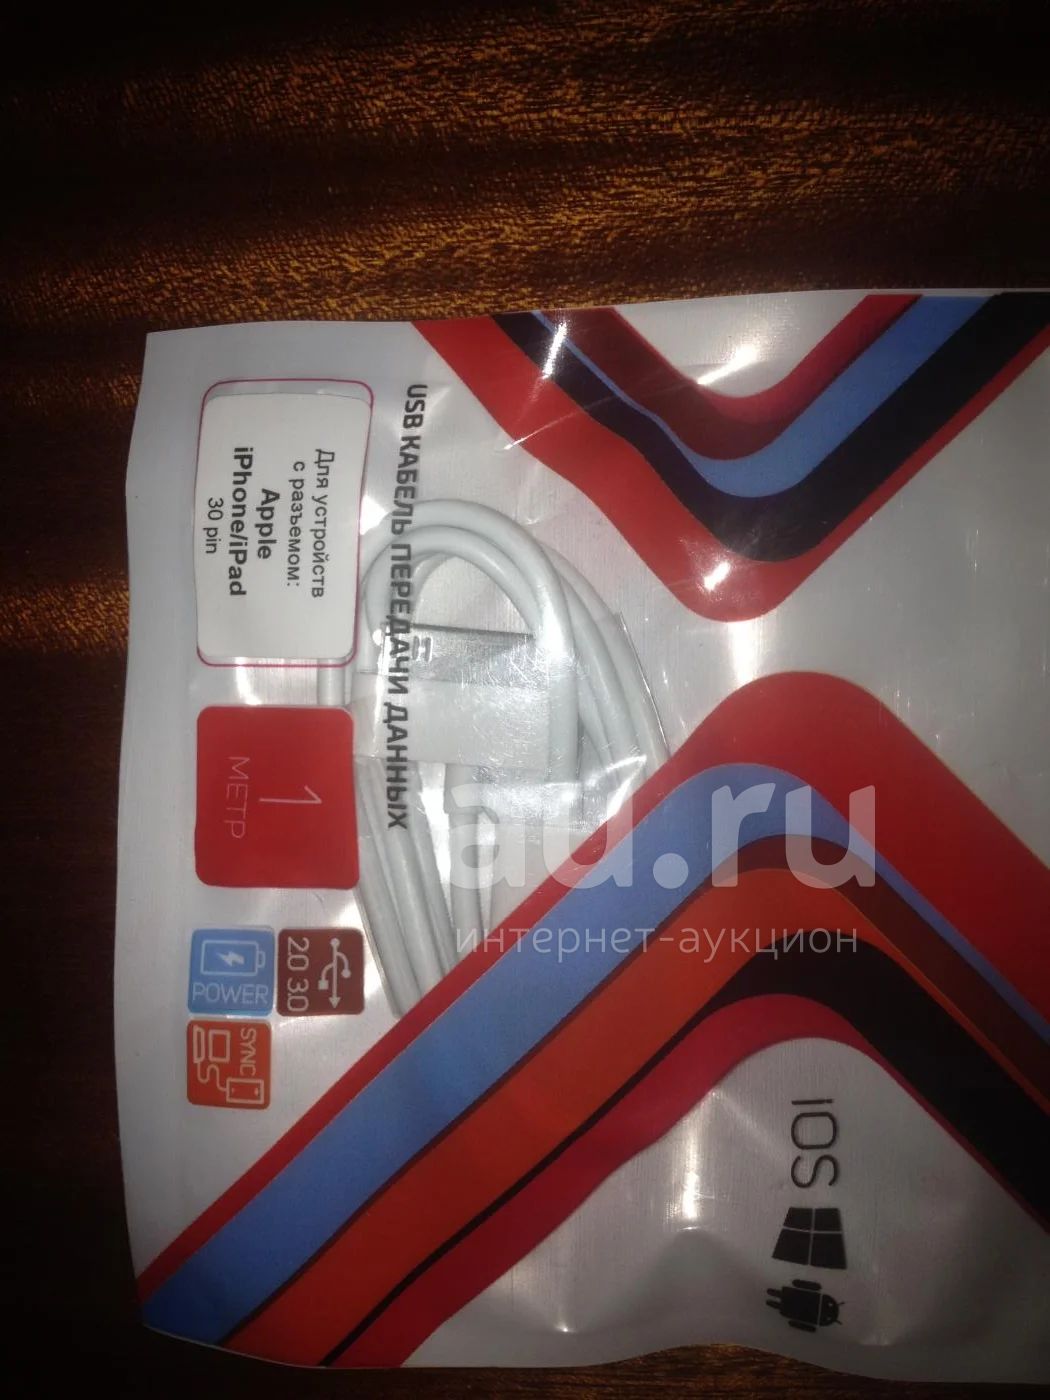 USB КАБЕЛЬ ПЕРЕДАЧИ ДАННЫХ
Для устройств
с разъемом:
Apple
iPhone/iPad
30 pin
1
МЕТР
2.0 3.0
POWER
SYNC
IOS
au.ru
интернет-аукцион